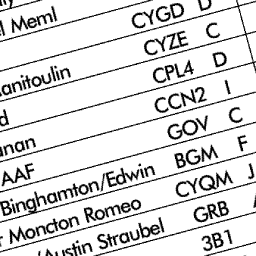 l Meml CYGD D
CYZE C
anitoulin CPL4 D
d CCN2 I
nan GOV C
AAF BGM F
Binghamton/Edwin CYQM J
r Moncton Romeo GRB
/Austin Straubel 3B1